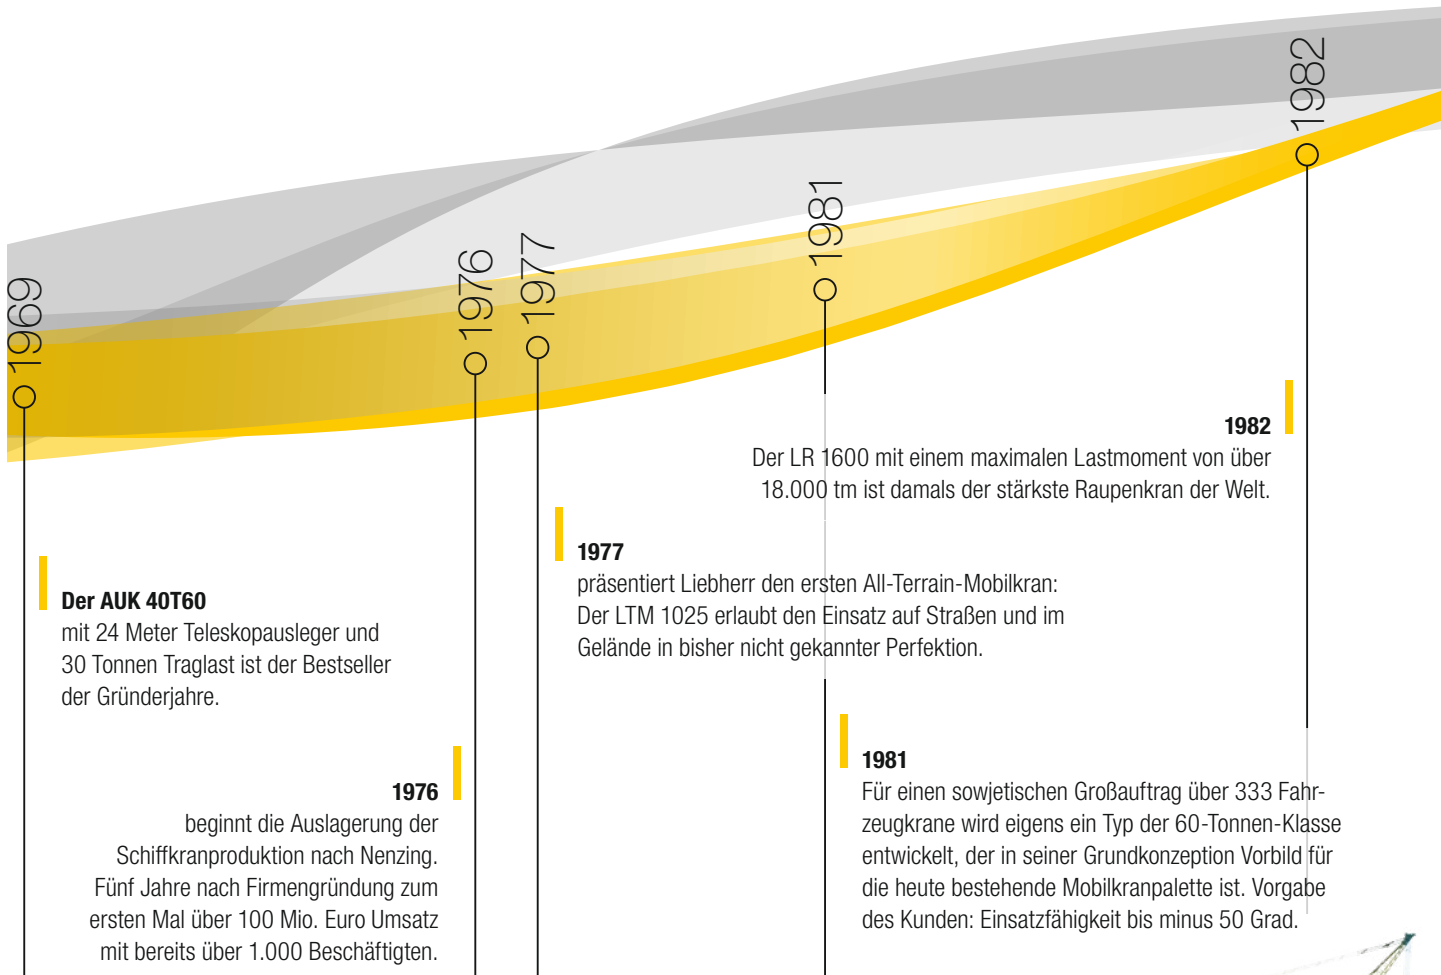 1969
1976
1977
1981
1982
Der AUK 40T60
mit 24 Meter Teleskopausleger und
30 Tonnen Traglast ist der Bestseller
der Gründerjahre.
1976
beginnt die Auslagerung der
Schiffkranproduktion nach Nenzing.
Fünf Jahre nach Firmengründung zum
ersten Mal über 100 Mio. Euro Umsatz
mit bereits über 1.000 Beschäftigten.
1977
präsentiert Liebherr den ersten All-Terrain-Mobilkran:
Der LTM 1025 erlaubt den Einsatz auf Straßen und im
Gelände in bisher nicht gekannter Perfektion.
1981
Für einen sowjetischen Großauftrag über 333 Fahr-
zeugkrane wird eigens ein Typ der 60-Tonnen-Klasse
entwickelt, der in seiner Grundkonzeption Vorbild für
die heute bestehende Mobilkranpalette ist. Vorgabe
des Kunden: Einsatzfähigkeit bis minus 50 Grad.
1982
Der LR 1600 mit einem maximalen Lastmoment von über
18.000 tm ist damals der stärkste Raupenkran der Welt.